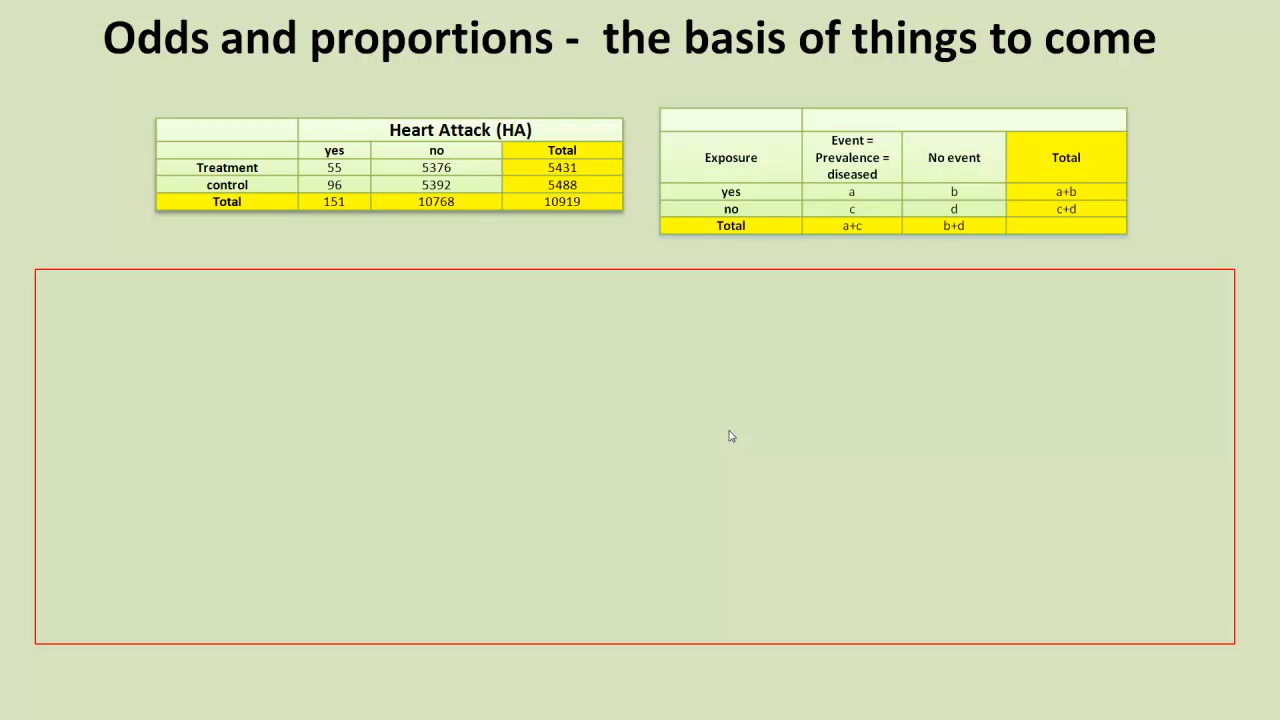 Odds and proportions - the basis of things to come
Heart Attack (HA)
yes no Total
Treatment 55 5376 5431
control 96 5392 5488
Total 151 10768 10919
Exposure
Event =
Prevalence =
diseased
No event
Total
yes a b a+b
no c d c+d
Total a+c b+d